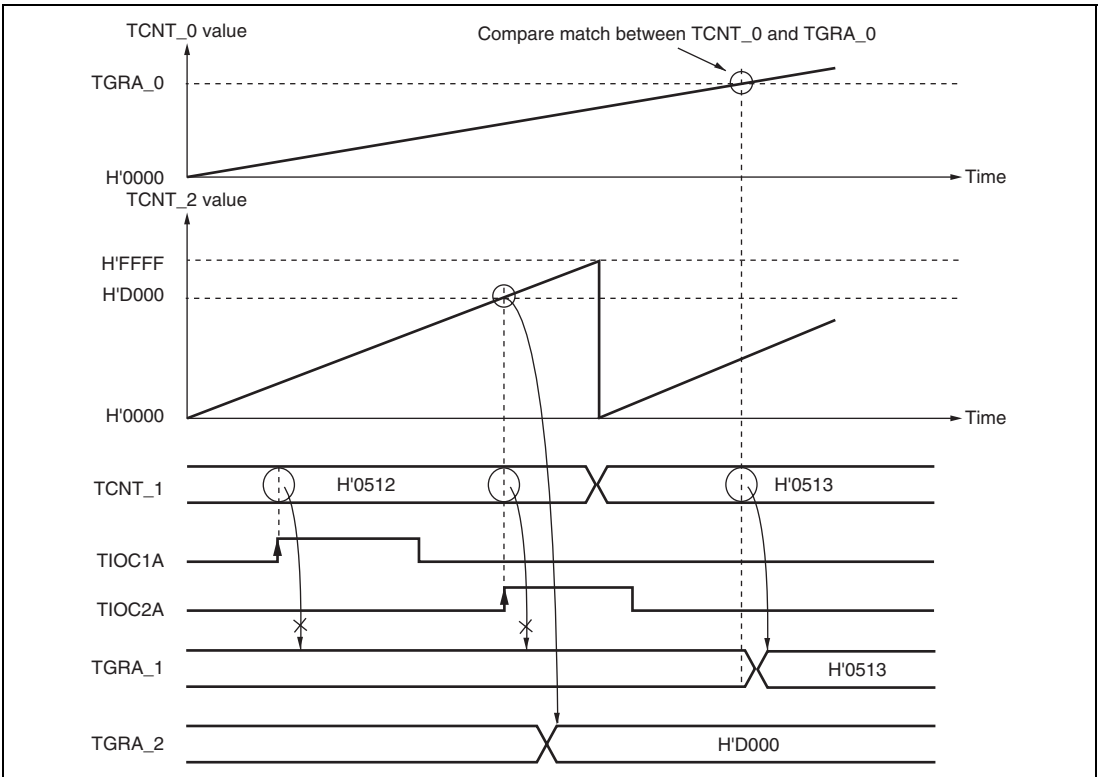 TCNT_0 value
Compare match between TCNT_0 and TGRA_0
TGRA_0
H'0000
Time
TCNT_2 value
H'FFFF
H'D000
H'0000
Time
TCNT_1
H'0512
H'0513
TIOC1A
TIOC2A
TGRA_1
H'0513
TGRA_2
H'D000